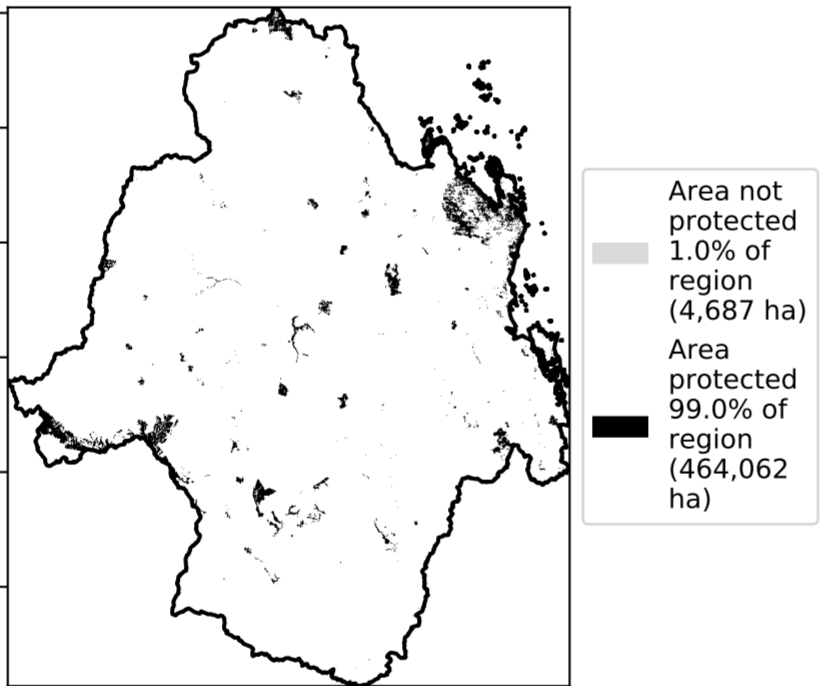 Area not
protected
1.0% of
region
(4,687 ha)
Area
protected
99.0% of
region
(464,062
ha)